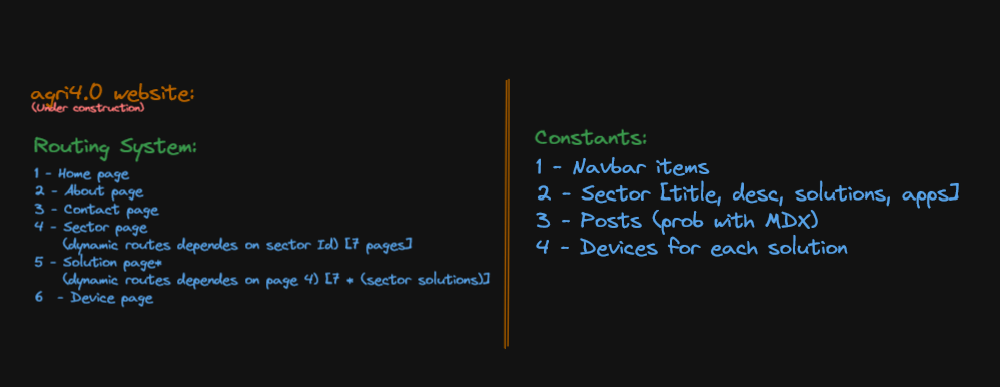 agri4.0 website:
(Under construction)
Routing System:
1 - Home page
2 - About page
3 - Contact page
4 - Sector page
(dynamic routes dependes on sector Id) [7 pages]
5 - Solution page*
(dynamic routes dependes on page 4) [7 * (sector solutions)]
6 - Device page
Constants:
1 - Navbar items
2 - Sector [title, desc, solutions, apps]
3 - Posts (prob with MDX)
4 - Devices for each solution